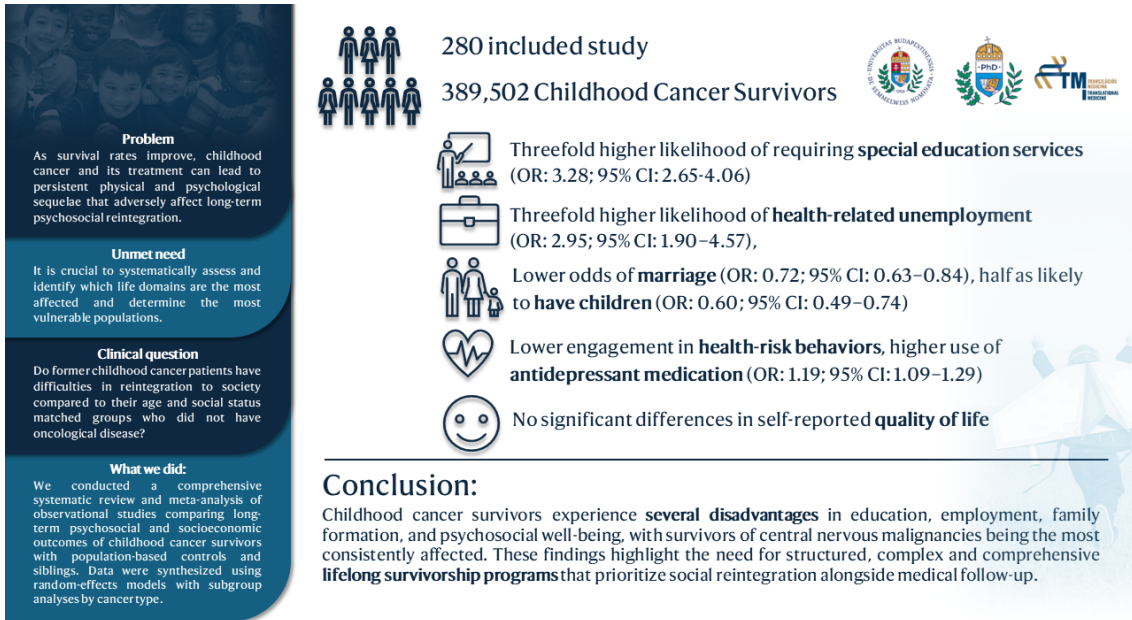 Problem
As survival rates improve, childhood
cancer and its treatment can lead to
persistent physical and psychological
sequelae that adversely affect long-term
psychosocial reintegration.
Unmet need
It is crucial to systematically assess and
identify which life domains are the most
affected and determine the most
vulnerable populations.
Clinical question
Do former childhood cancer patients have
difficulties in reintegration to society
compared to their age and social status
matched groups who did not have
oncological disease?
What we did:
We conducted a comprehensive
systematic review and meta-analysis of
observational studies comparing long-
term psychosocial and socioeconomic
outcomes of childhood cancer survivors
with population-based controls and
siblings. Data were synthesized using
random-effects models with subgroup
analyses by cancer type.
280 included study
389,502 Childhood Cancer Survivors
UNIVERSITAS BUDAPESTINENSIS
DE SEMMELWEIS NOMINATA
PhD
TM
TRANSZLÁCIÓS
MEDICINA
TRANSLATIONAL
MEDICINE
Threefold higher likelihood of requiring special education services
(OR: 3.28; 95% CI: 2.65-4.06)
Threefold higher likelihood of health-related unemployment
(OR: 2.95; 95% CI: 1.90–4.57),
Lower odds of marriage (OR: 0.72; 95% CI: 0.63–0.84), half as likely
to have children (OR: 0.60; 95% CI: 0.49–0.74)
Lower engagement in health-risk behaviors, higher use of
antidepressant medication (OR: 1.19; 95% CI: 1.09–1.29)
No significant differences in self-reported quality of life
Conclusion:
Childhood cancer survivors experience several disadvantages in education, employment, family
formation, and psychosocial well-being, with survivors of central nervous malignancies being the most
consistently affected. These findings highlight the need for structured, complex and comprehensive
lifelong survivorship programs that prioritize social reintegration alongside medical follow-up.